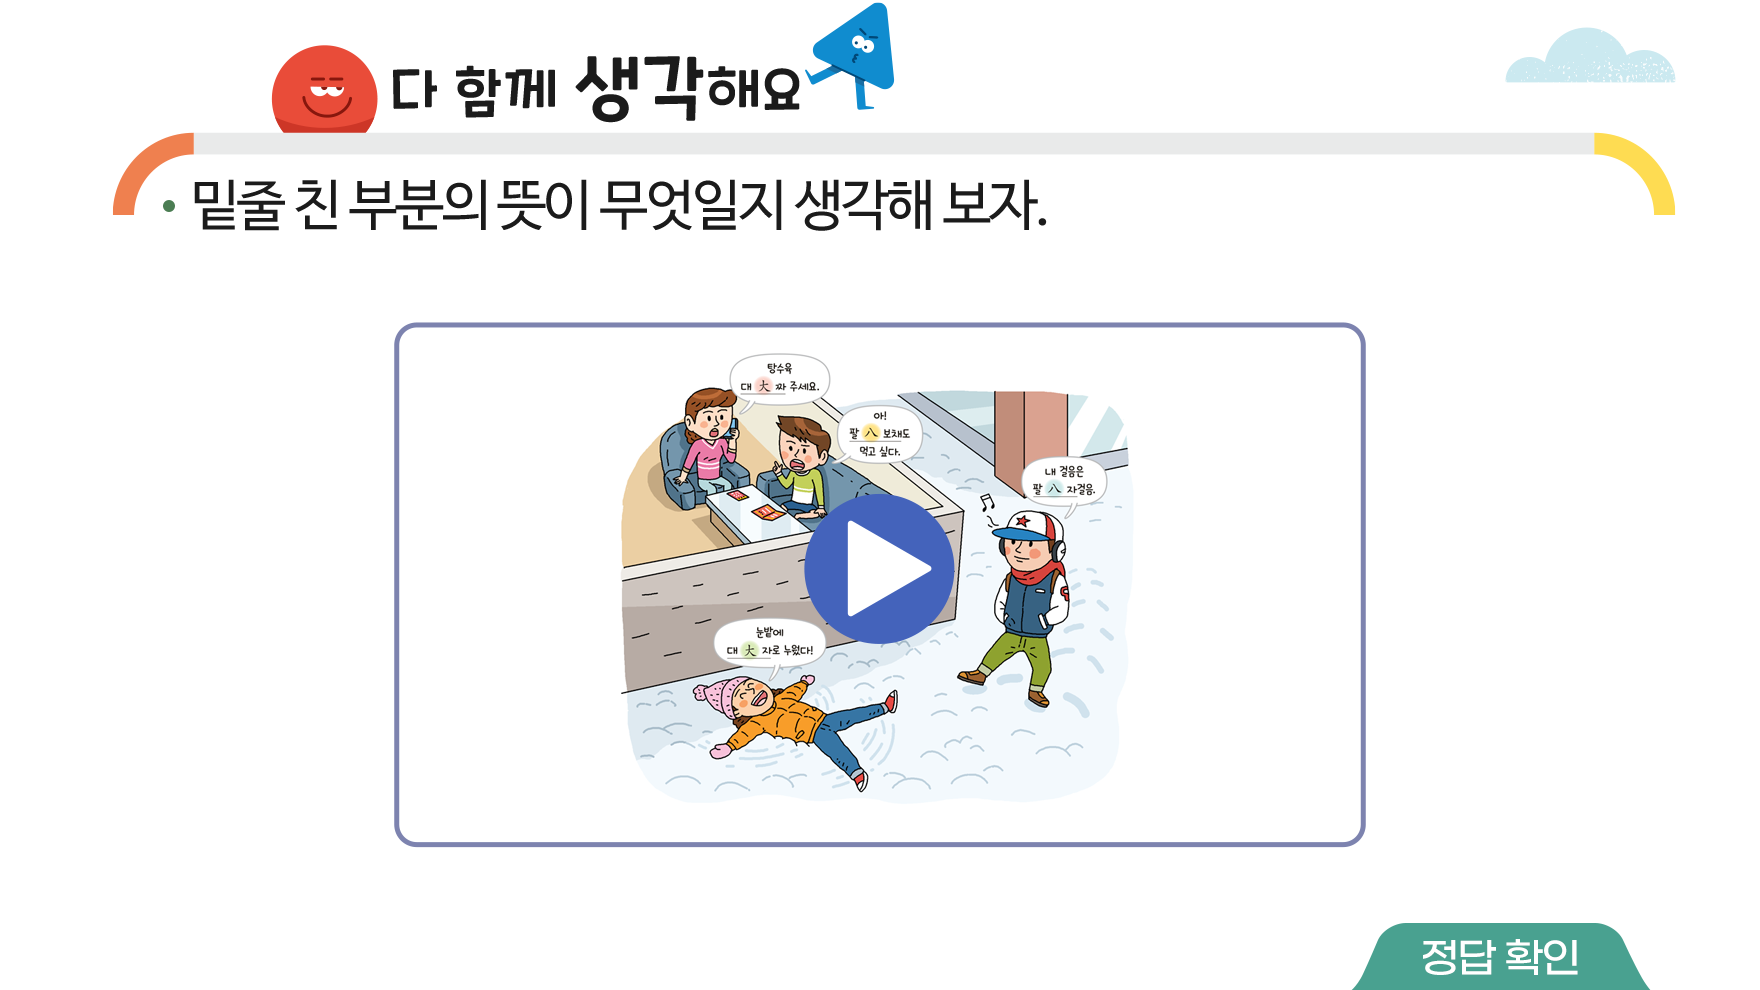 다 함께 생각해요
• 밑줄 친 부분의 뜻이 무엇일지 생각해 보자.
탕수육
대 大 짜 주세요.
아!
팔 八 보채도
먹고 싶다.
내 걸음은
팔 八 자걸음.
눈밭에
대 大 자로 누웠다!
정답 확인